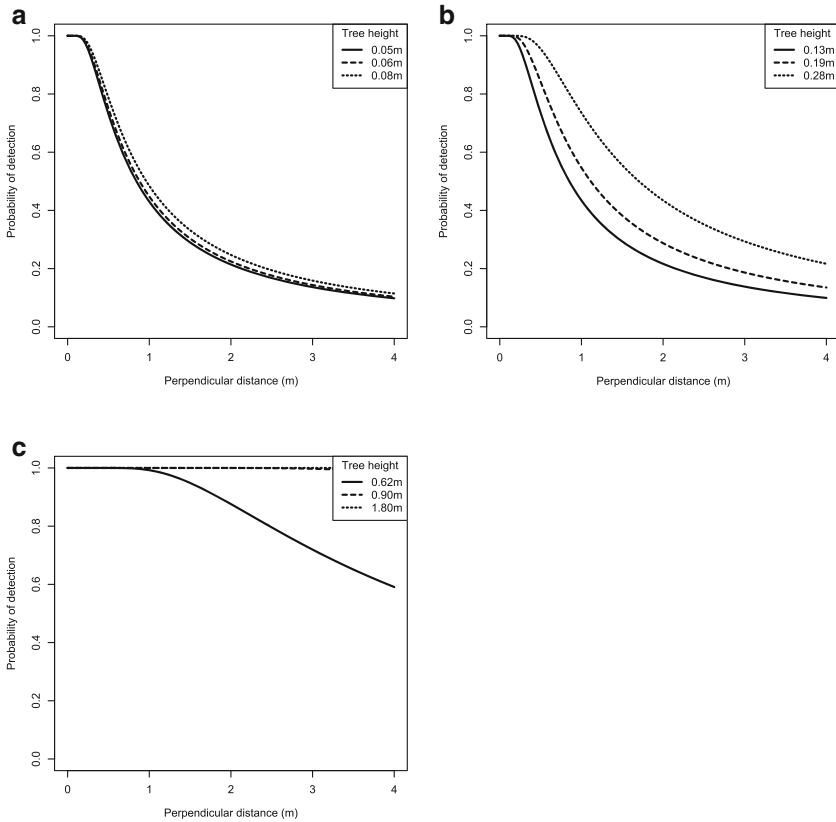 a
Tree height
0.05m
0.06m
0.08m
Probability of detection
0.0 0.2 0.4 0.6 0.8 1.0
0 1 2 3 4
Perpendicular distance (m)
b
Tree height
0.13m
0.19m
0.28m
Probability of detection
0.0 0.2 0.4 0.6 0.8 1.0
0 1 2 3 4
Perpendicular distance (m)
c
Tree height
0.62m
0.90m
1.80m
Probability of detection
0.0 0.2 0.4 0.6 0.8 1.0
0 1 2 3 4
Perpendicular distance (m)